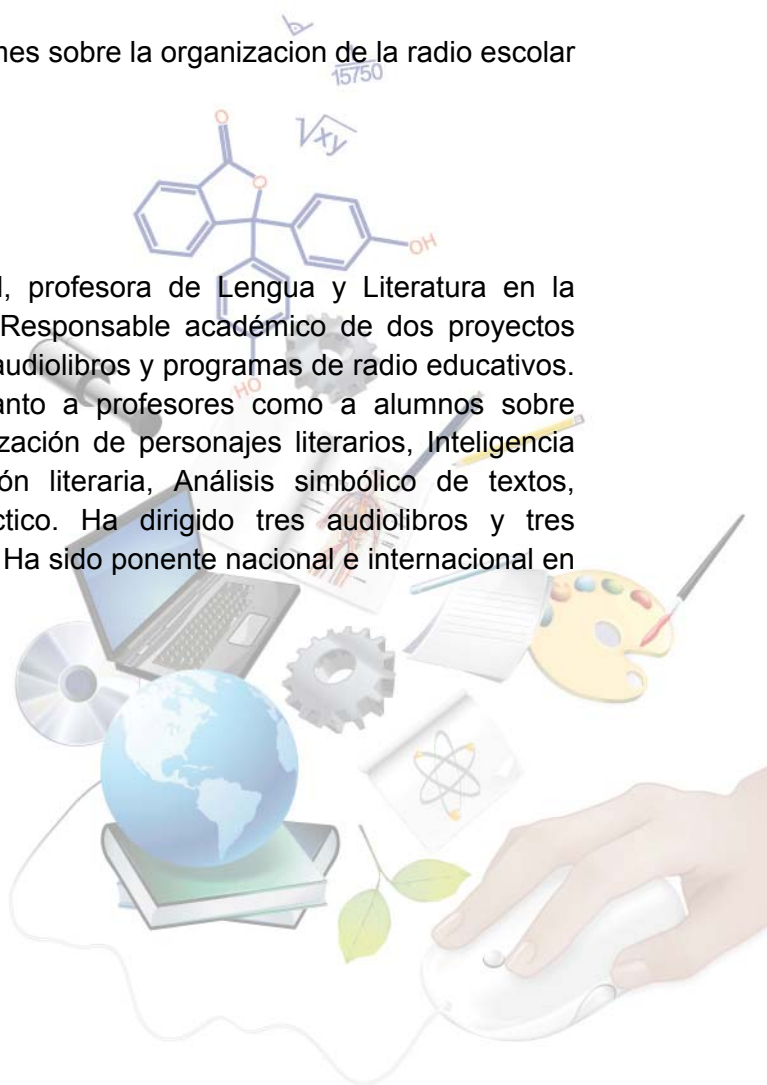 nes sobre la organizacion de la radio escolar
15750
√xy
O
O
OH
l, profesora de Lengua y Literatura en la
Responsable académico de dos proyectos
audiolibros y programas de radio educativos.
HO
anto a profesores como a alumnos sobre
ización de personajes literarios, Inteligencia
ón literaria, Análisis simbólico de textos,
ctico. Ha dirigido tres audiolibros y tres
Ha sido ponente nacional e internacional en